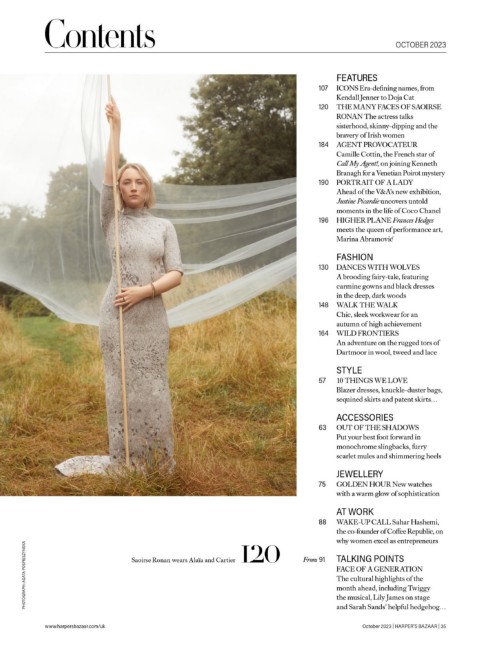 Contents
OCTOBER 2023
FEATURES
107 ICONS Era-defining names, from
Kendall Jenner to Doja Cat
120 THE MANY FACES OF SAOIRSE
RONAN The actress talks
sisterhood, skinny-dipping and the
bravery of Irish women
184 AGENT PROVOCATEUR
Camille Cottin, the French star of
Call My Agent!, on joining Kenneth
Branagh for a Venetian Poirot mystery
190 PORTRAIT OF A LADY
Ahead of the V&A's new exhibition,
Justine Picardie uncovers untold
moments in the life of Coco Chanel
196 HIGHER PLANE Frances Hedges
meets the queen of performance art,
Marina Abramović
FASHION
130 DANCES WITH WOLVES
A brooding fairy-tale, featuring
carmine gowns and black dresses
in the deep, dark woods
148 WALK THE WALK
Chic, sleek workwear for an
autumn of high achievement
164 WILD FRONTIERS
An adventure on the rugged tors of
Dartmoor in wool, tweed and lace
STYLE
57 10 THINGS WE LOVE
Blazer dresses, knuckle-duster bags,
sequined skirts and patent skirts…
ACCESSORIES
63 OUT OF THE SHADOWS
Put your best foot forward in
monochrome slingbacks, furry
scarlet mules and shimmering heels
JEWELLERY
75 GOLDEN HOUR New watches
with a warm glow of sophistication
AT WORK
88 WAKE-UP CALL Sahar Hashemi,
the co-founder of Coffee Republic, on
why women excel as entrepreneurs
From 91 TALKING POINTS
FACE OF A GENERATION
The cultural highlights of the
month ahead, including Twiggy
the musical, Lily James on stage
and Sarah Sands' helpful hedgehog…
Saoirse Ronan wears Alaïa and Cartier 120
www.harpersbazaar.com/uk
October 2023 | HARPER'S BAZAAR | 35